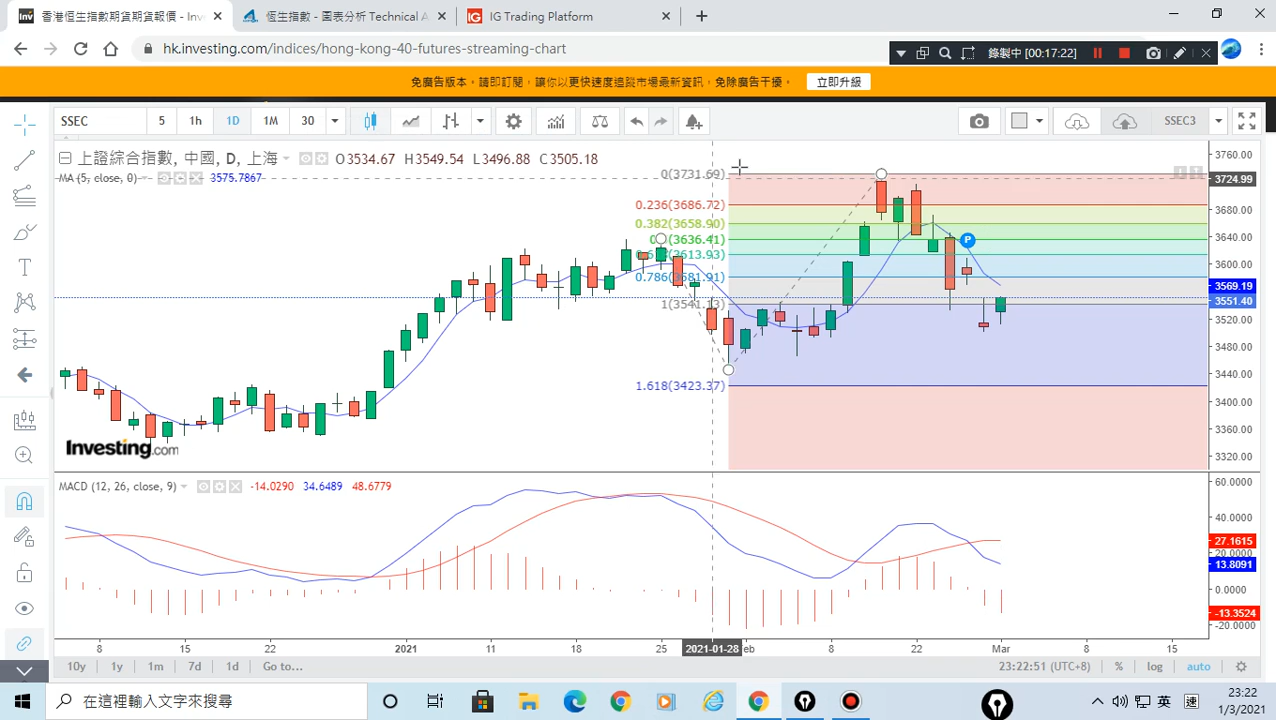 香港恆生指數期貨期貨報價 - Inv
恆生指數 - 圖表分析 Technical A
IG Trading Platform
hk.investing.com/indices/hong-kong-40-futures-streaming-chart
錄製中 [00:17:22]
免廣告版本。請即訂閱，讓你以更快速度追蹤市場最新資訊，免除廣告干擾。 立即升級
SSEC 5 1h 1D 1M 30 SSEC3
上證綜合指數, 中國, D, 上海 O3534.67 H3549.54 L3496.88 C3505.18
MA (5, close, 0) 3575.7867
0(3731.69)
0.236(3686.72)
0.382(3658.90)
(3636.41)
(3613.93)
0.786(3581.91)
1(3541.13)
1.618(3423.37)
P
3760.00
3724.99
3680.00
3640.00
3600.00
3569.19
3551.40
3520.00
3480.00
3440.00
3400.00
3360.00
3320.00
Investing.com
MACD (12, 26, close, 9) -14.0290 34.6489 48.6779
60.0000
40.0000
27.1615
20.0000
13.8091
0.0000
-13.3524
-20.0000
8 15 22 2021 11 18 25 2021-01-28 eb 8 22 Mar 8 15
10y 1y 1m 7d 1d Go to... 23:22:51 (UTC+8) % log auto
在這裡輸入文字來搜尋
英
23:22
1/3/2021